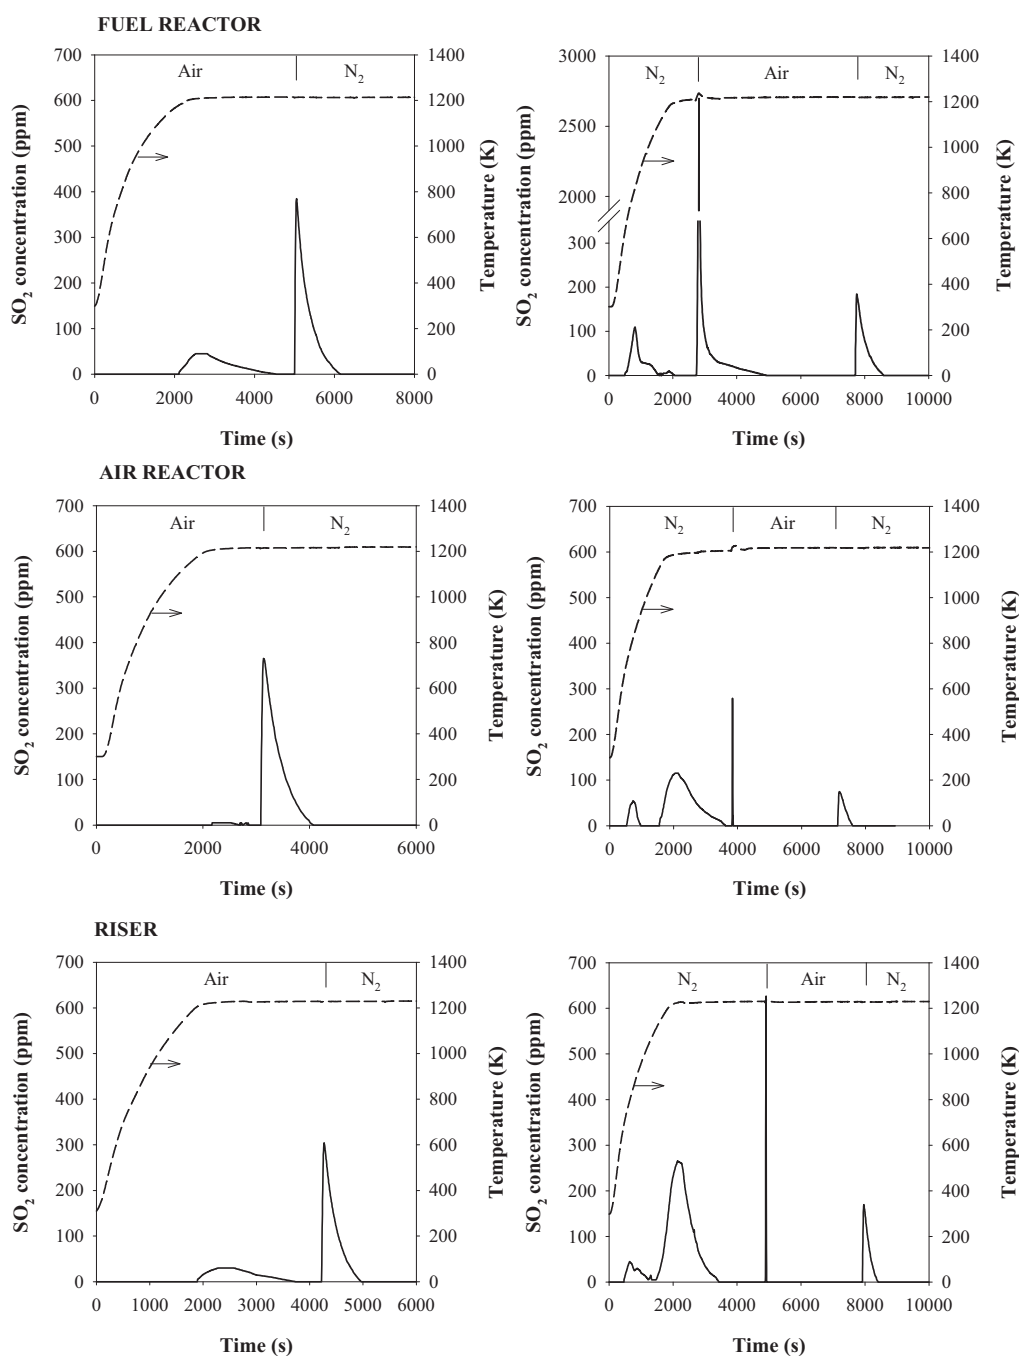 FUEL REACTOR
700
600
500
400
300
200
100
0
SO2 concentration (ppm)
Air
N2
1400
1200
1000
800
600
400
200
0
Temperature (K)
0 2000 4000 6000 8000
Time (s)
3000
2500
2000
300
200
100
0
SO2 concentration (ppm)
N2
Air
N2
1400
1200
1000
800
600
400
200
0
Temperature (K)
0 2000 4000 6000 8000 10000
Time (s)
AIR REACTOR
700
600
500
400
300
200
100
0
SO2 concentration (ppm)
Air
N2
1400
1200
1000
800
600
400
200
0
Temperature (K)
0 2000 4000 6000
Time (s)
700
600
500
400
300
200
100
0
SO2 concentration (ppm)
N2
Air
N2
1400
1200
1000
800
600
400
200
0
Temperature (K)
0 2000 4000 6000 8000 10000
Time (s)
RISER
700
600
500
400
300
200
100
0
SO2 concentration (ppm)
Air
N2
1400
1200
1000
800
600
400
200
0
Temperature (K)
0 1000 2000 3000 4000 5000 6000
Time (s)
700
600
500
400
300
200
100
0
SO2 concentration (ppm)
N2
Air
N2
1400
1200
1000
800
600
400
200
0
Temperature (K)
0 2000 4000 6000 8000 10000
Time (s)